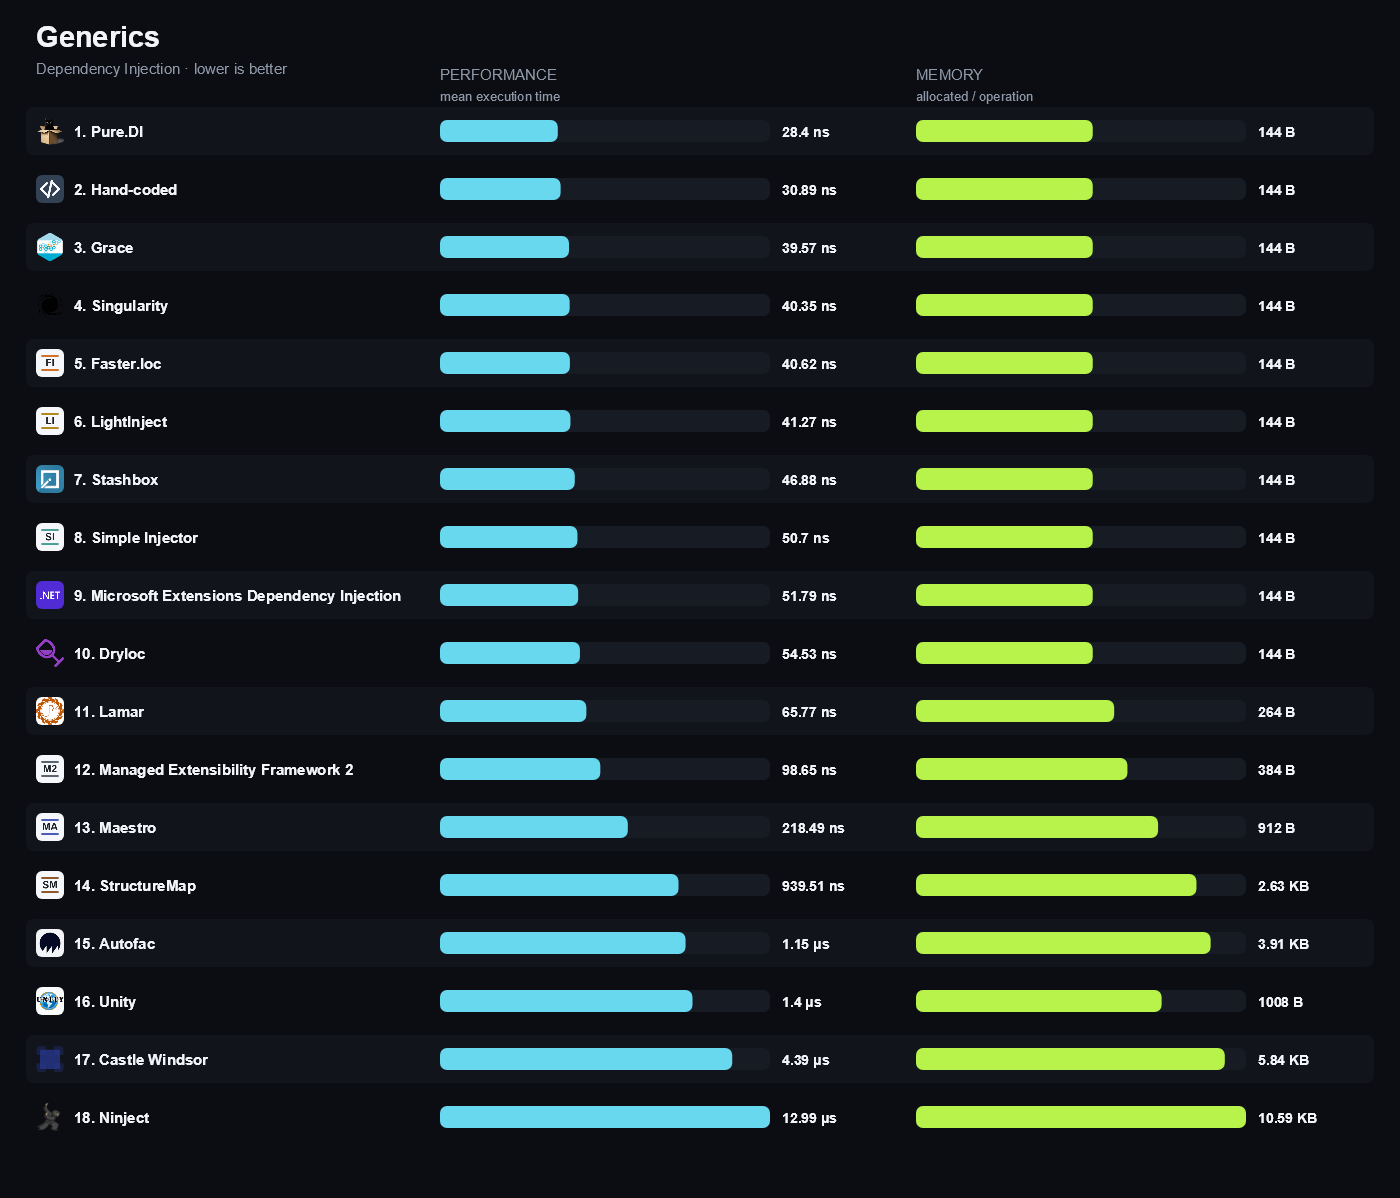 Generics
Dependency Injection · lower is better
PERFORMANCE
mean execution time
MEMORY
allocated / operation
1. Pure.DI 28.4 ns 144 B
2. Hand-coded 30.89 ns 144 B
3. Grace 39.57 ns 144 B
4. Singularity 40.35 ns 144 B
FI 5. Faster.Ioc 40.62 ns 144 B
LI 6. LightInject 41.27 ns 144 B
7. Stashbox 46.88 ns 144 B
SI 8. Simple Injector 50.7 ns 144 B
.NET 9. Microsoft Extensions Dependency Injection 51.79 ns 144 B
10. DryIoc 54.53 ns 144 B
11. Lamar 65.77 ns 264 B
M2 12. Managed Extensibility Framework 2 98.65 ns 384 B
MA 13. Maestro 218.49 ns 912 B
SM 14. StructureMap 939.51 ns 2.63 KB
15. Autofac 1.15 µs 3.91 KB
UNITY 16. Unity 1.4 µs 1008 B
17. Castle Windsor 4.39 µs 5.84 KB
18. Ninject 12.99 µs 10.59 KB